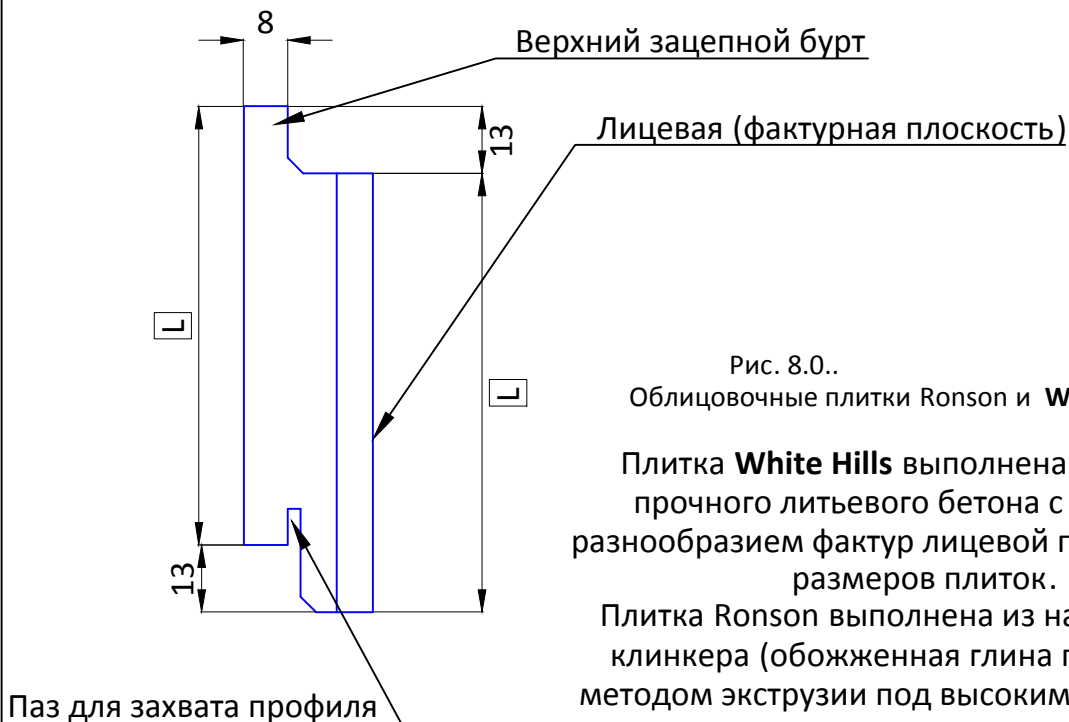 8
Верхний зацепной бурт
13
Лицевая (фактурная плоскость)
L
L
Рис. 8.0..
Облицовочные плитки Ronson и
Плитка White Hills выполнена
прочного литьевого бетона с
разнообразием фактур лицевой
размеров плиток.
13
Плитка Ronson выполнена из
клинкера (обожженная глина
методом экструзии под высоким
Паз для захвата профиля